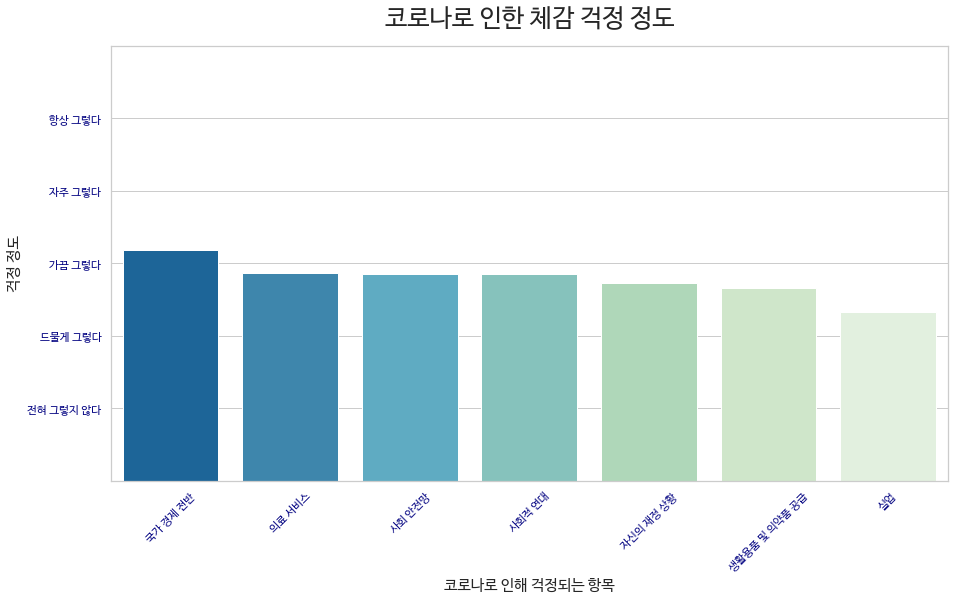 코로나로 인한 체감 걱정 정도
항상 그렇다
자주 그렇다
가끔 그렇다
드물게 그렇다
전혀 그렇지 않다
걱정 정도
국가 경제 전반
의료 서비스
사회 안전망
사회적 연대
자신의 재정 상황
생활용품 및 의약품 공급
실업
코로나로 인해 걱정되는 항목